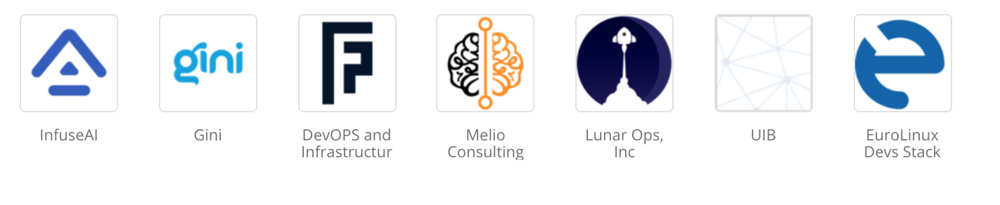 gini
InfuseAI
Gini
DevOPS and
Infrastructur
Melio
Consulting
Lunar Ops,
Inc
UIB
EuroLinux
Devs Stack